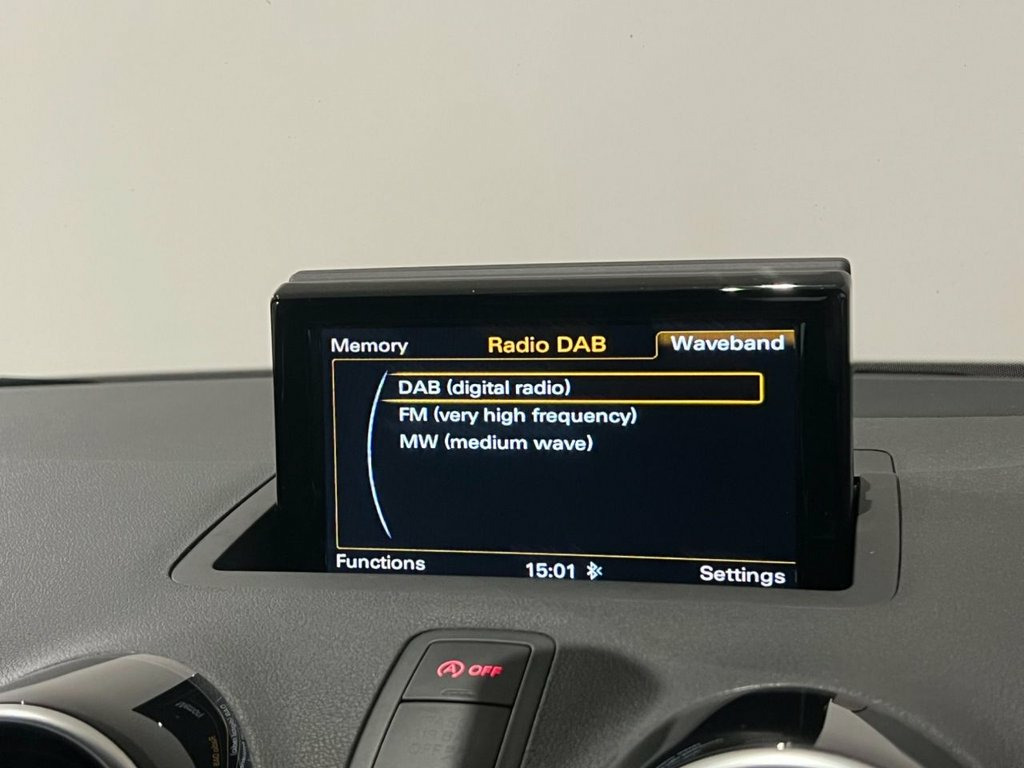 Memory Radio DAB Waveband
DAB (digital radio)
FM (very high frequency)
MW (medium wave)
Functions 15:01 Settings
A OFF